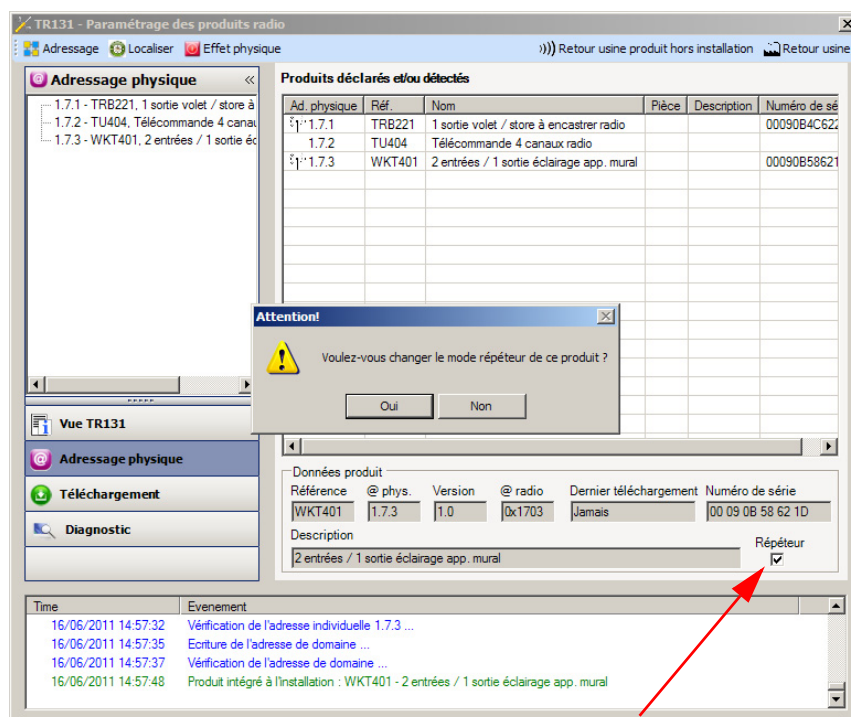 TR131 - Paramétrage des produits radio
Adressage Localiser Effet physique Retour usine produit hors installation Retour usine
Adressage physique
1.7.1 - TRB221, 1 sortie volet / store à
1.7.2 - TU404, Télécommande 4 canau
1.7.3 - WKT401, 2 entrées / 1 sortie éc
Produits déclarés et/ou détectés
Ad. physique Réf. Nom Pièce Description Numéro de sé
1.7.1 TRB221 1 sortie volet / store à encastrer radio 00090B4C622
1.7.2 TU404 Télécommande 4 canaux radio
1.7.3 WKT401 2 entrées / 1 sortie éclairage app. mural 00090B58621
Attention!
Voulez-vous changer le mode répéteur de ce produit ?
Oui Non
Vue TR131
Adressage physique
Téléchargement
Diagnostic
Données produit
Référence @ phys. Version @ radio Dernier téléchargement Numéro de série
WKT401 1.7.3 1.0 0x1703 Jamais 00 09 0B 58 62 1D
Description
Répéteur
2 entrées / 1 sortie éclairage app. mural
Time Evenement
16/06/2011 14:57:32 Vérification de l'adresse individuelle 1.7.3 ...
16/06/2011 14:57:35 Ecriture de l'adresse de domaine ...
16/06/2011 14:57:37 Vérification de l'adresse de domaine ...
16/06/2011 14:57:48 Produit intégré à l'installation : WKT401 - 2 entrées / 1 sortie éclairage app. mural